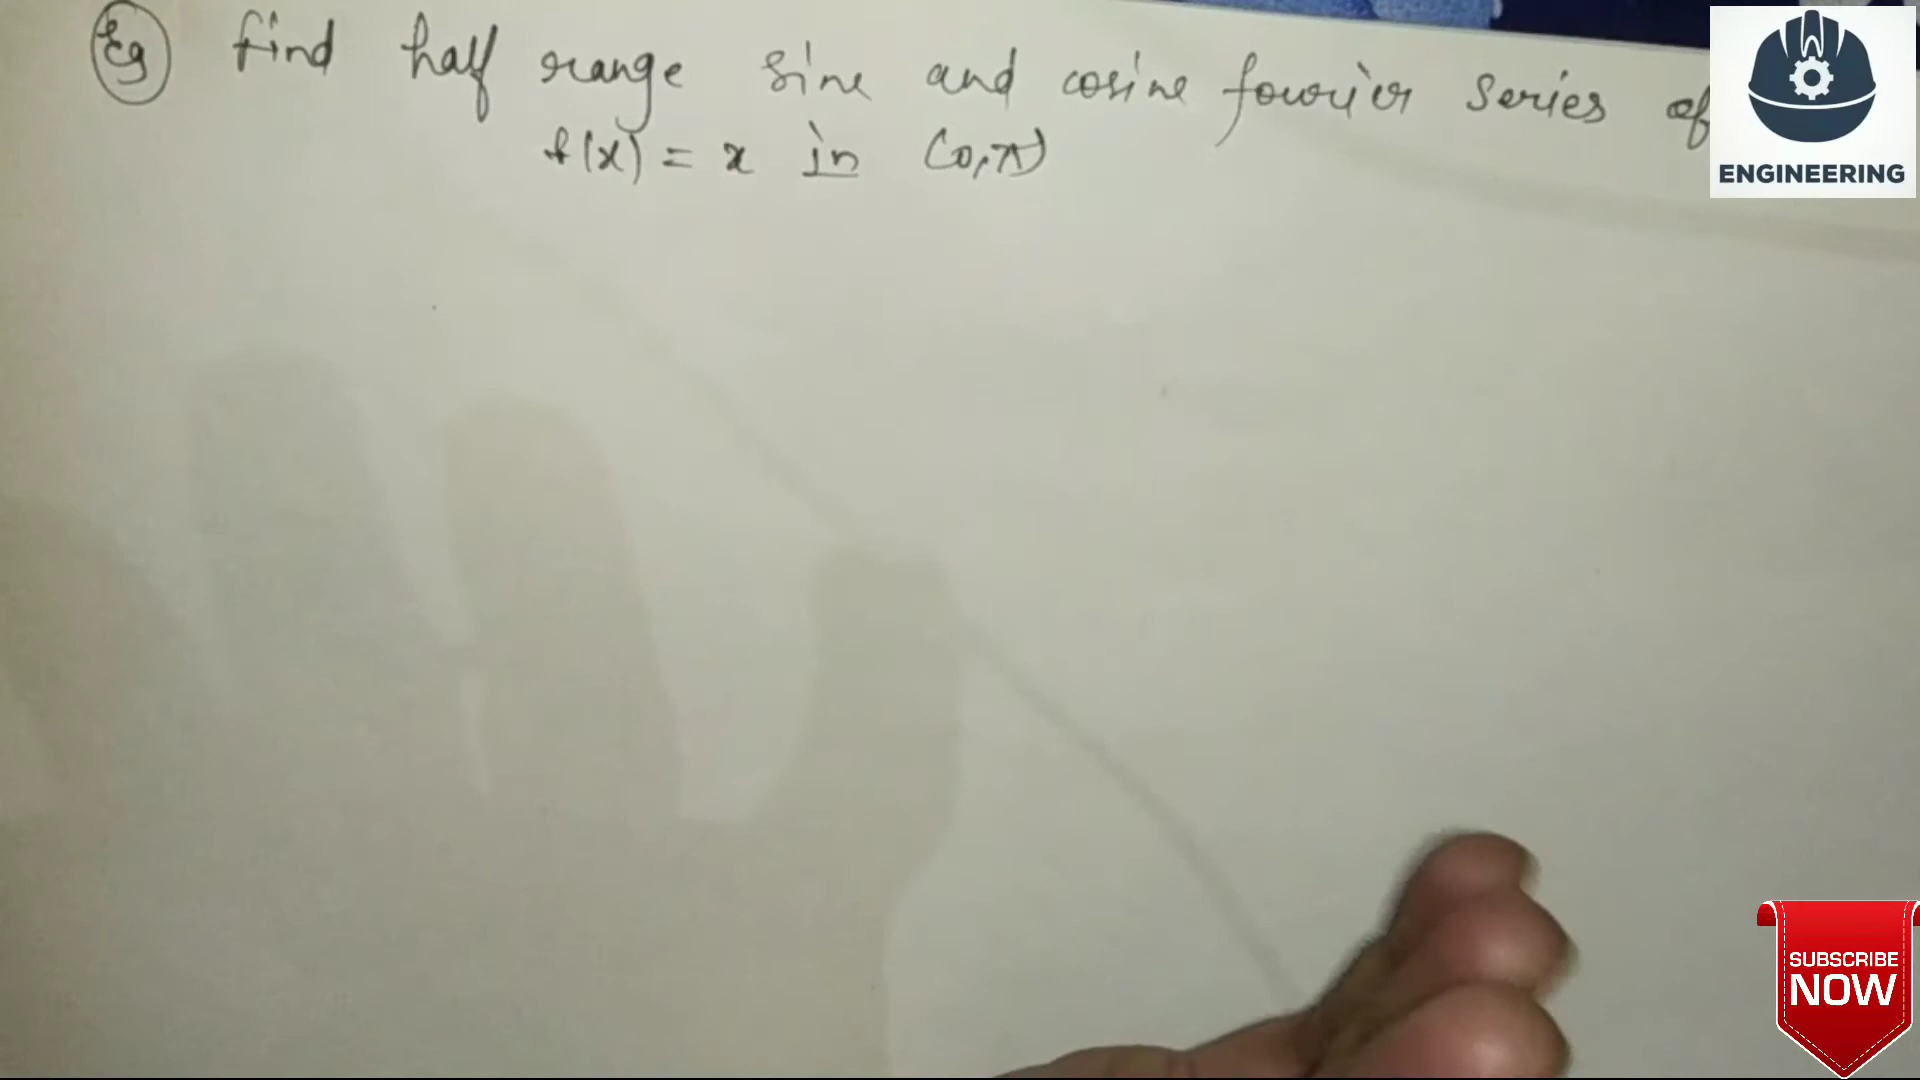 Eg find half range sine and cosine fourier series of
f(x) = x in (0,π)
ENGINEERING
SUBSCRIBE
NOW